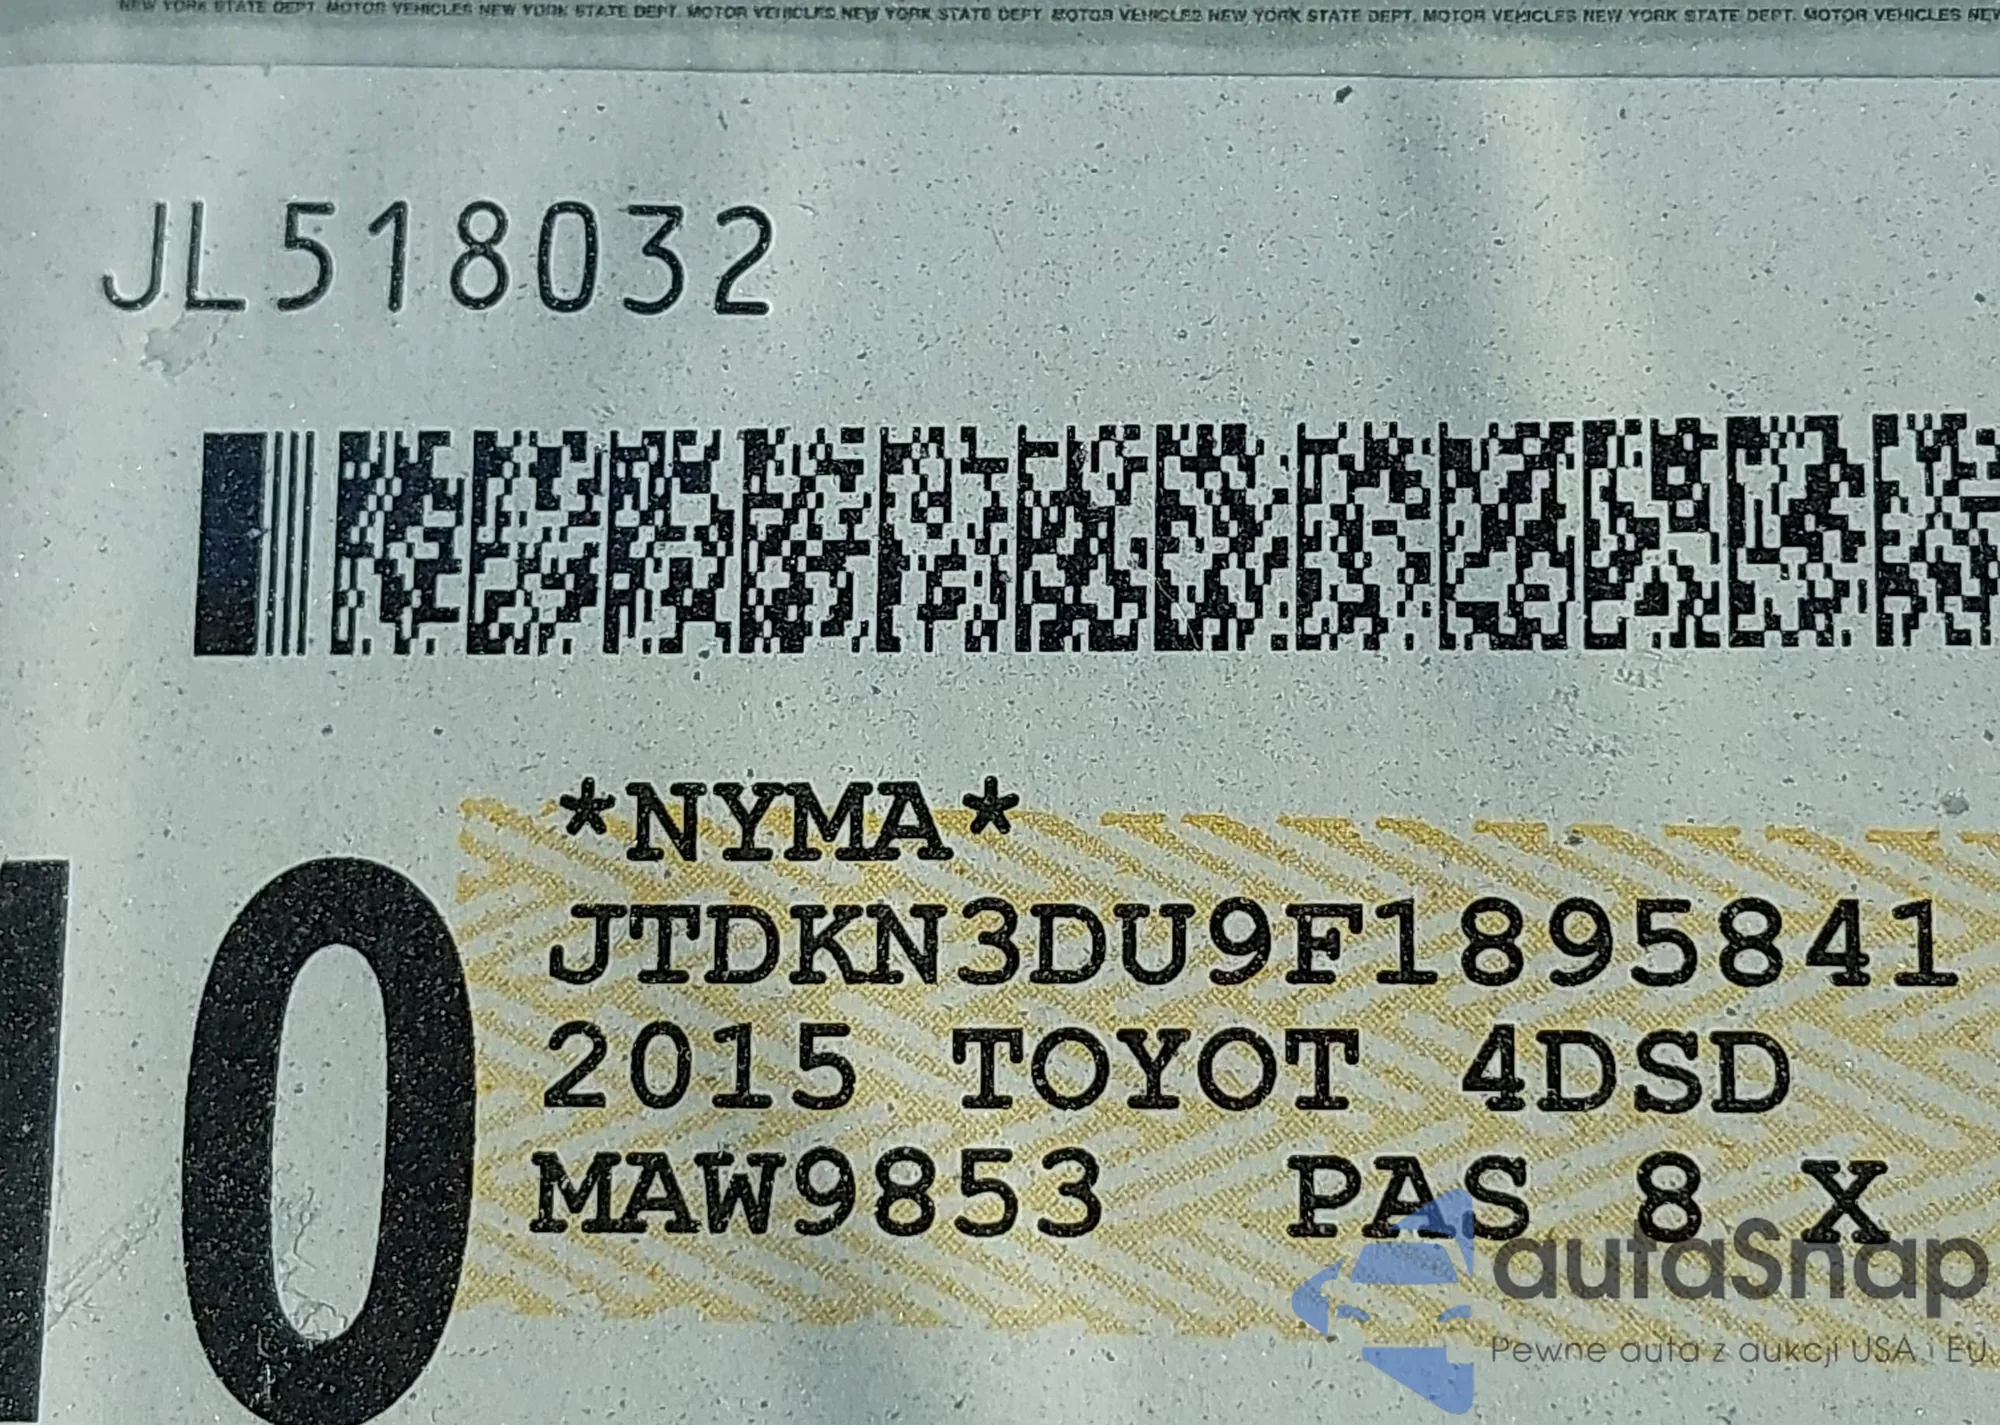 NEW YORK STATE DEPT. MOTOR VEHICLES NEW YORK STATE DEPT. MOTOR VEHICLES NEW YORK STATE DEPT. MOTOR VEHICLES NEW YORK STATE DEPT. MOTOR VEHICLES NEW YORK STATE DEPT. MOTOR VEHICLES NEW
JL518032
*NYMA*
JTDKN3DU9F1895841
2015 TOYOT 4DSD
MAW9853 PAS 8 X
10
autaSnap
Pewne auta z aukcji USA i EU